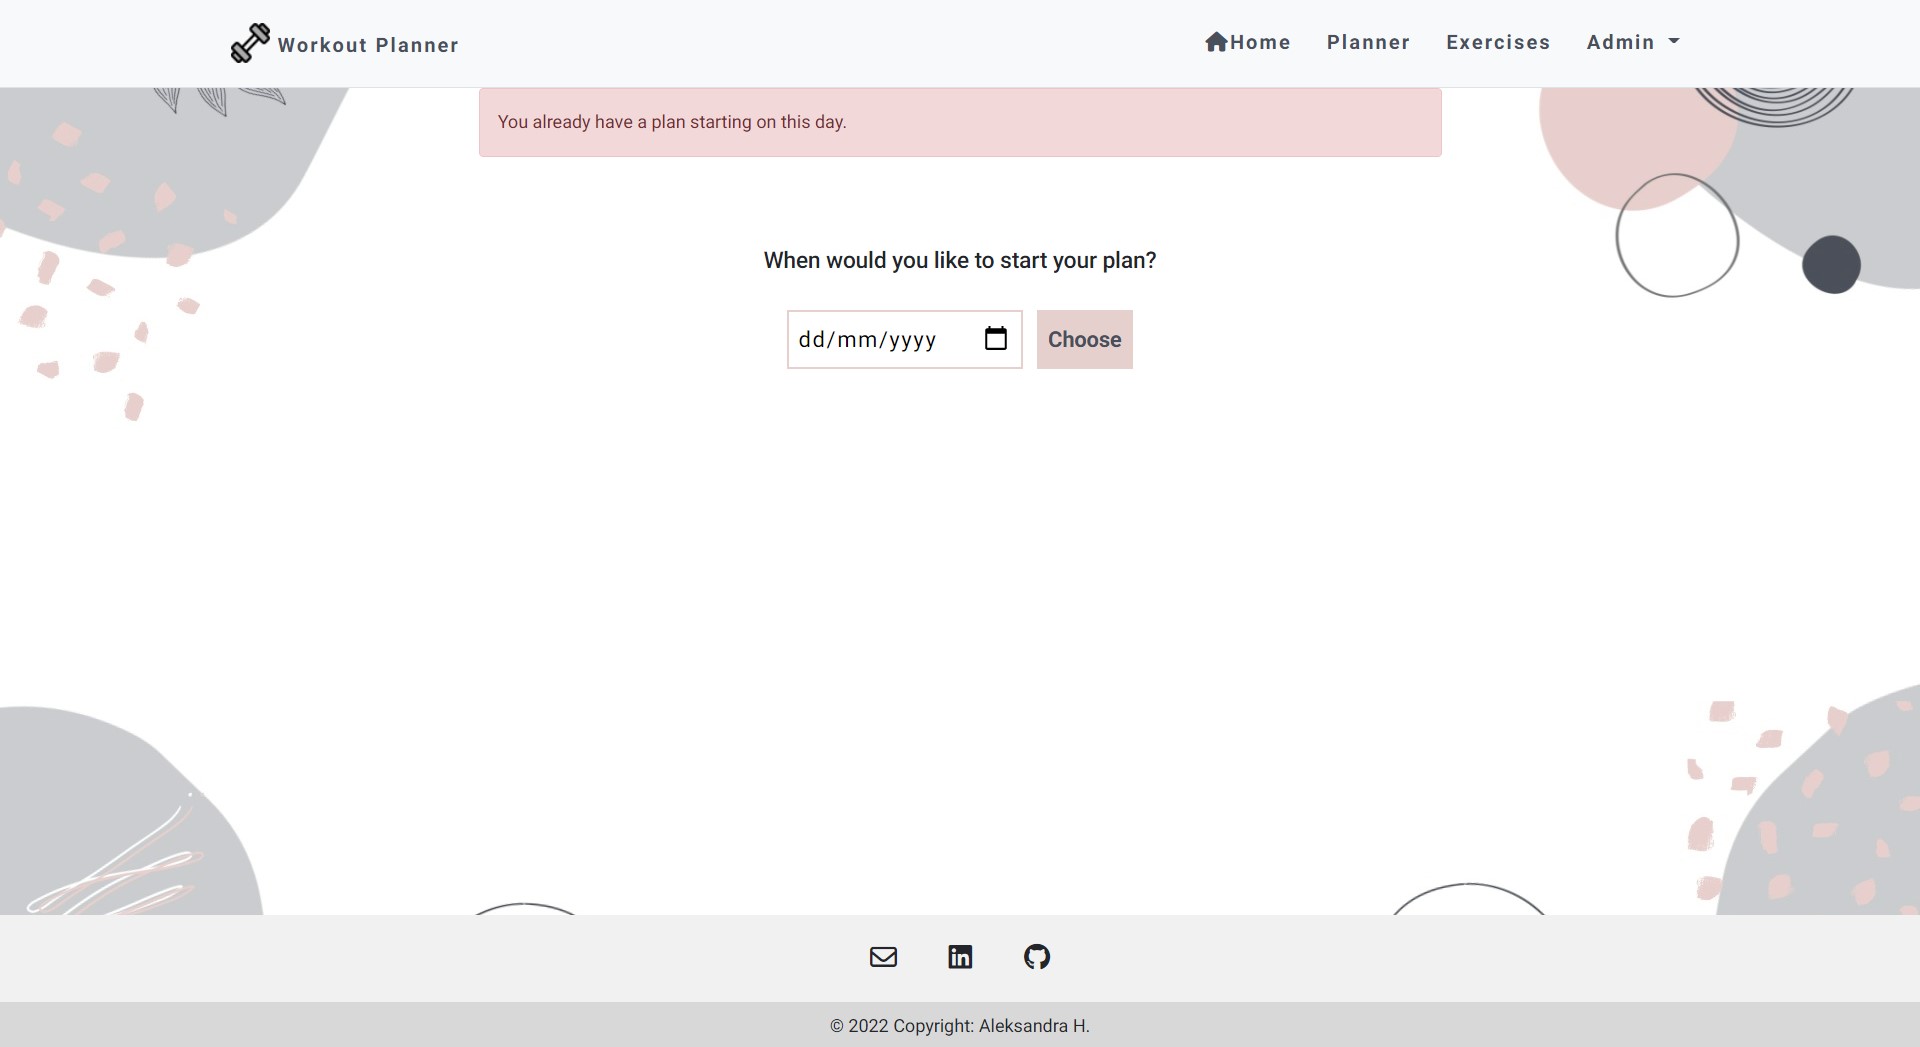 Workout Planner
Home Planner Exercises Admin
You already have a plan starting on this day.
When would you like to start your plan?
dd/mm/yyyy Choose
© 2022 Copyright: Aleksandra H.